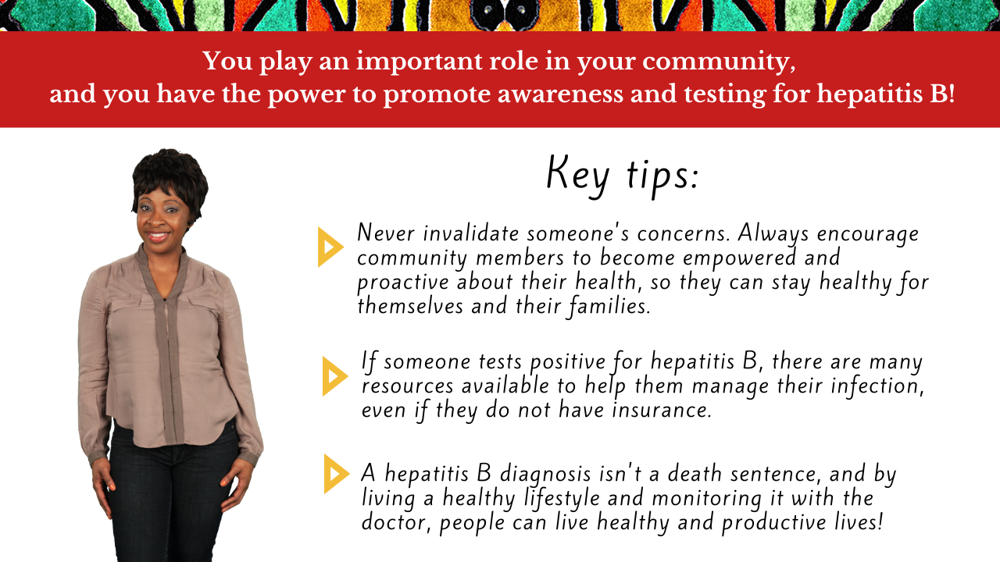 You play an important role in your community,
and you have the power to promote awareness and testing for hepatitis B!
Key tips:
Never invalidate someone's concerns. Always encourage
community members to become empowered and
proactive about their health, so they can stay healthy for
themselves and their families.
If someone tests positive for hepatitis B, there are many
resources available to help them manage their infection,
even if they do not have insurance.
A hepatitis B diagnosis isn't a death sentence, and by
living a healthy lifestyle and monitoring it with the
doctor, people can live healthy and productive lives!